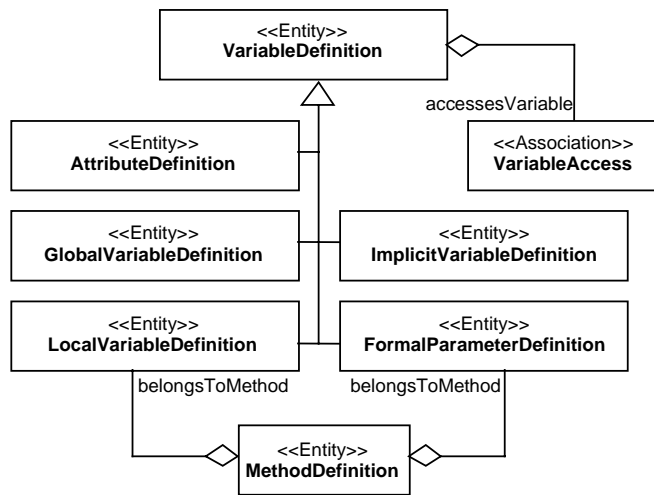 <<Entity>>
VariableDefinition
accessesVariable
<<Entity>>
AttributeDefinition
<<Association>>
VariableAccess
<<Entity>>
GlobalVariableDefinition
<<Entity>>
ImplicitVariableDefinition
<<Entity>>
LocalVariableDefinition
<<Entity>>
FormalParameterDefinition
belongsToMethod
belongsToMethod
<<Entity>>
MethodDefinition